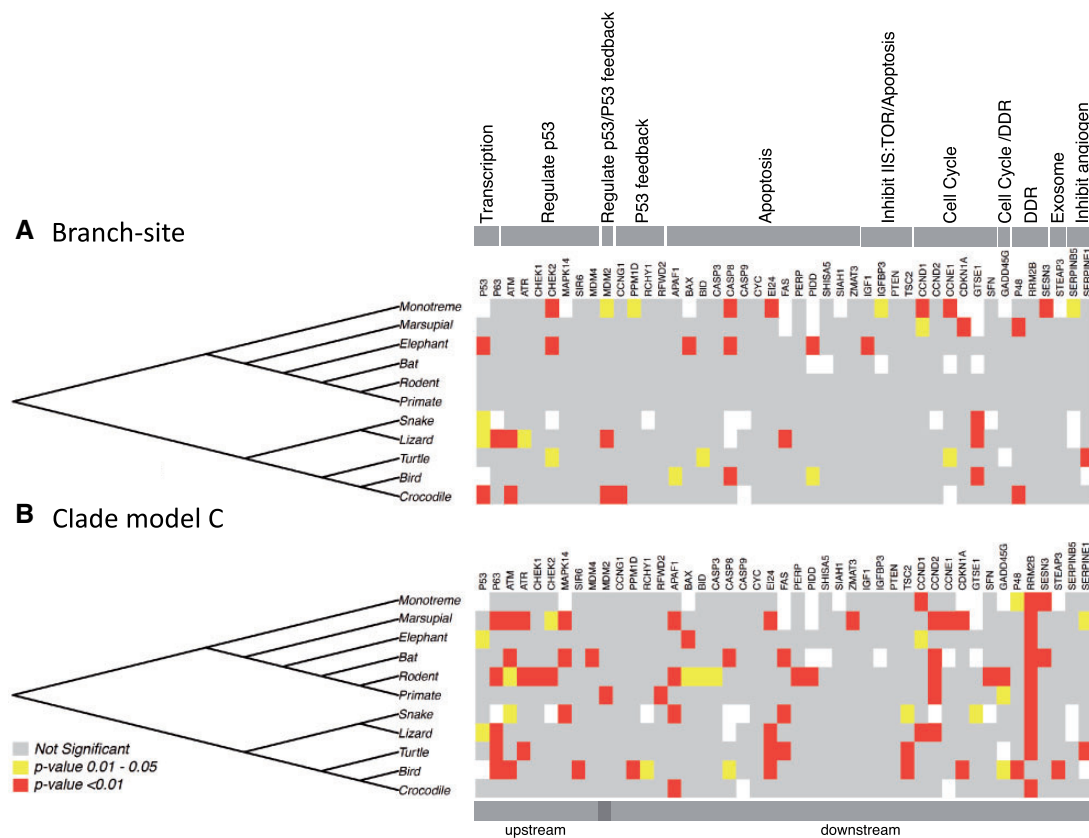 Transcription
Regulate p53
Regulate p53/P53 feedback
P53 feedback
Apoptosis
Inhibit IIS:TOR/Apoptosis
Cell Cycle
Cell Cycle /DDR
DDR
Exosome
Inhibit angiogen
A Branch-site
P53 P63 ATM ATR CHEK1 CHEK2 MAPK14 SIR6 MDM4 MDM2 CCNG1 PPM1D RCHY1 RFWD2 APAF1 BAX BID CASP3 CASP8 CASP9 CYC EI24 FAS PERP PIDD SHISA5 SIAH1 ZMAT3 IGF1 IGFBP3 PTEN TSC2 CCND1 CCND2 CCNE1 CDKN1A GTSE1 SFN GADD45G P48 RRM2B SESN3 STEAP3 SERPINB5 SERPINE1
Monotreme
Marsupial
Elephant
Bat
Rodent
Primate
Snake
Lizard
Turtle
Bird
Crocodile
B Clade model C
P53 P63 ATM ATR CHEK1 CHEK2 MAPK14 SIR6 MDM4 MDM2 CCNG1 PPM1D RCHY1 RFWD2 APAF1 BAX BID CASP3 CASP8 CASP9 CYC EI24 FAS PERP PIDD SHISA5 SIAH1 ZMAT3 IGF1 IGFBP3 PTEN TSC2 CCND1 CCND2 CCNE1 CDKN1A GTSE1 SFN GADD45G P48 RRM2B SESN3 STEAP3 SERPINB5 SERPINE1
Monotreme
Marsupial
Elephant
Bat
Rodent
Primate
Snake
Lizard
Turtle
Bird
Crocodile
Not Significant
p-value 0.01 - 0.05
p-value <0.01
upstream
downstream